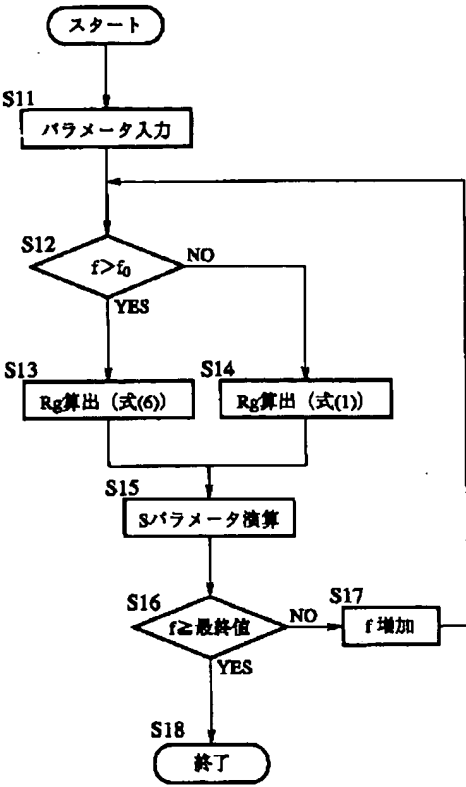 スタート
S11
パラメータ入力
S12
f>f₀
NO
YES
S13
Rg算出（式(6)）
S14
Rg算出（式(1)）
S15
Sパラメータ演算
S16
f≧最終値
NO
YES
S17
f 増加
S18
終了